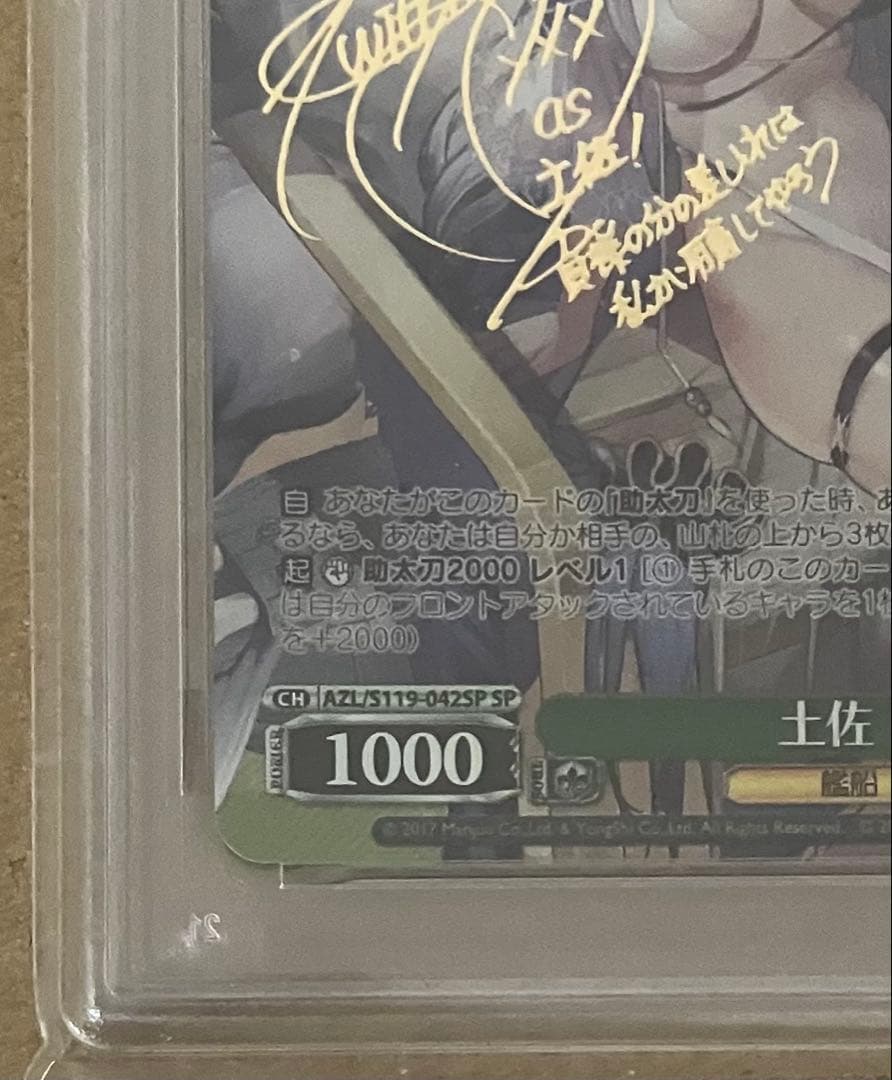 as
土佐!
貴様の分の差し入れは
私が用意してやろう
自 あなたがこのカードの「助太刀」を使った時、あ
るなら、あなたは自分か相手の、山札の上から3枚
起 助太刀2000 レベル1 [① 手札のこのカー
は自分のフロントアタックされているキャラを1枚
を+2000)
CH AZL/S119-042SP SP
POWER 1000 SOUL
土佐
艦船
© 2017 Manjuu Co.,Ltd. & YongShi Co.,Ltd. All Rights Reserved. © 2
21